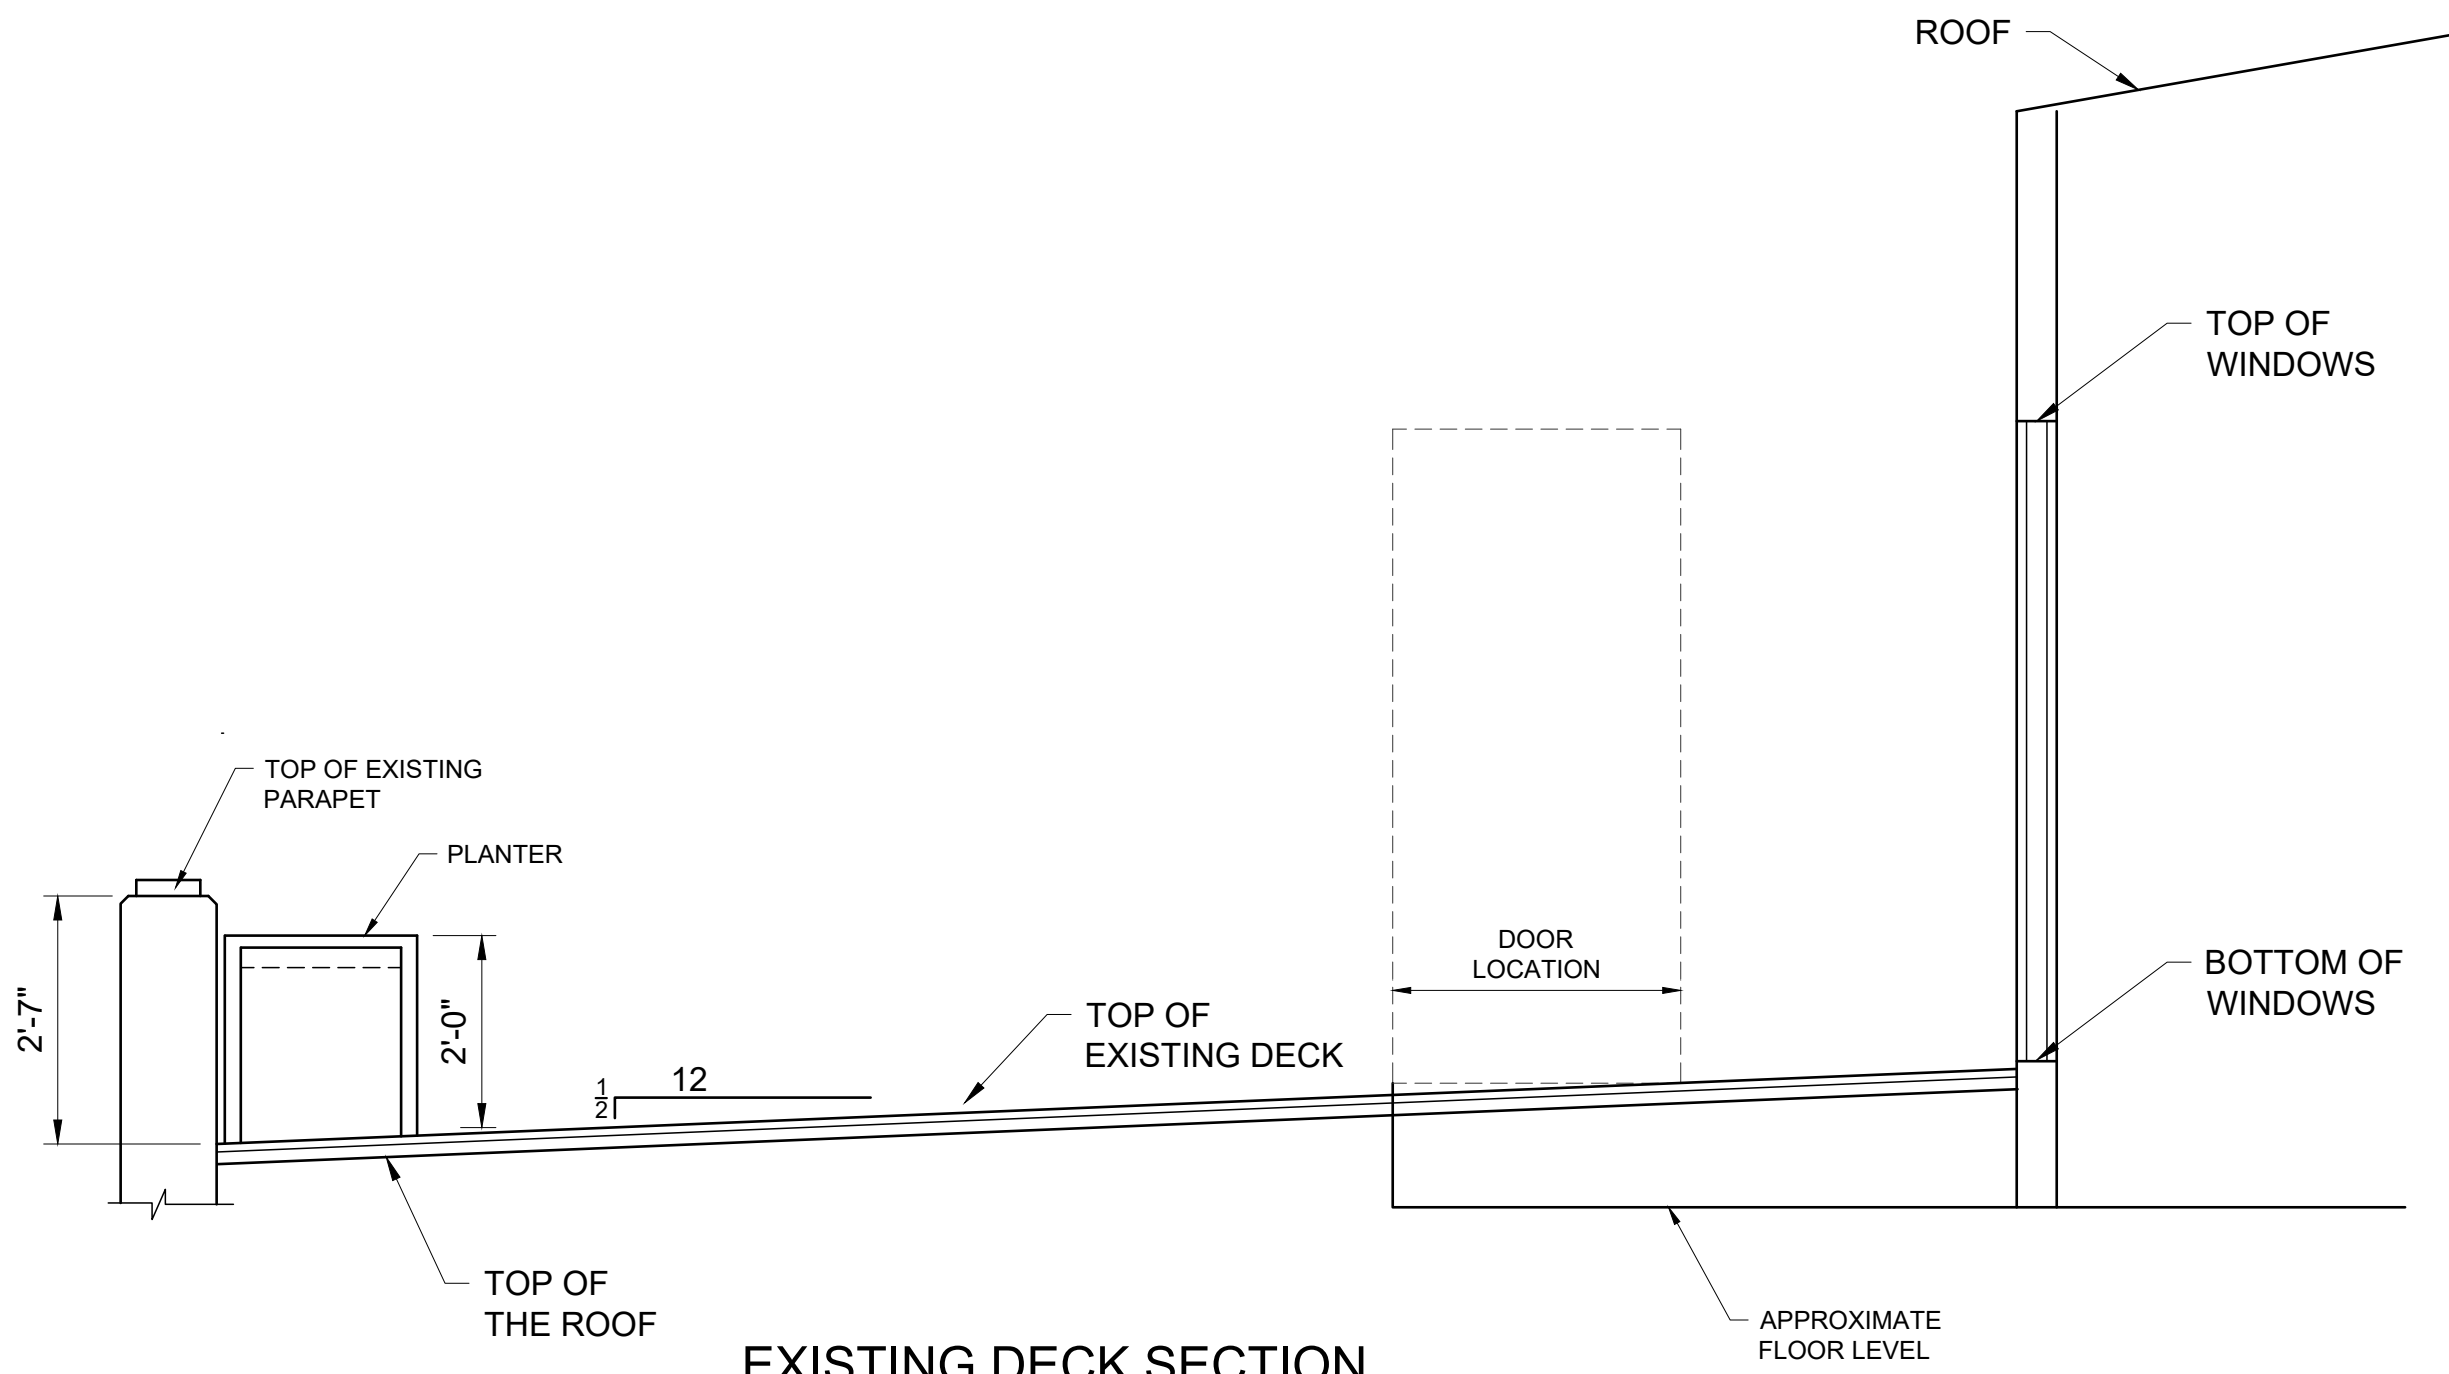 ROOF
TOP OF
WINDOWS
TOP OF EXISTING
PARAPET
PLANTER
DOOR
LOCATION
BOTTOM OF
WINDOWS
2'-7"
2'-0"
TOP OF
EXISTING DECK
12
1
2
TOP OF
THE ROOF
APPROXIMATE
FLOOR LEVEL
EXISTING DECK SECTION